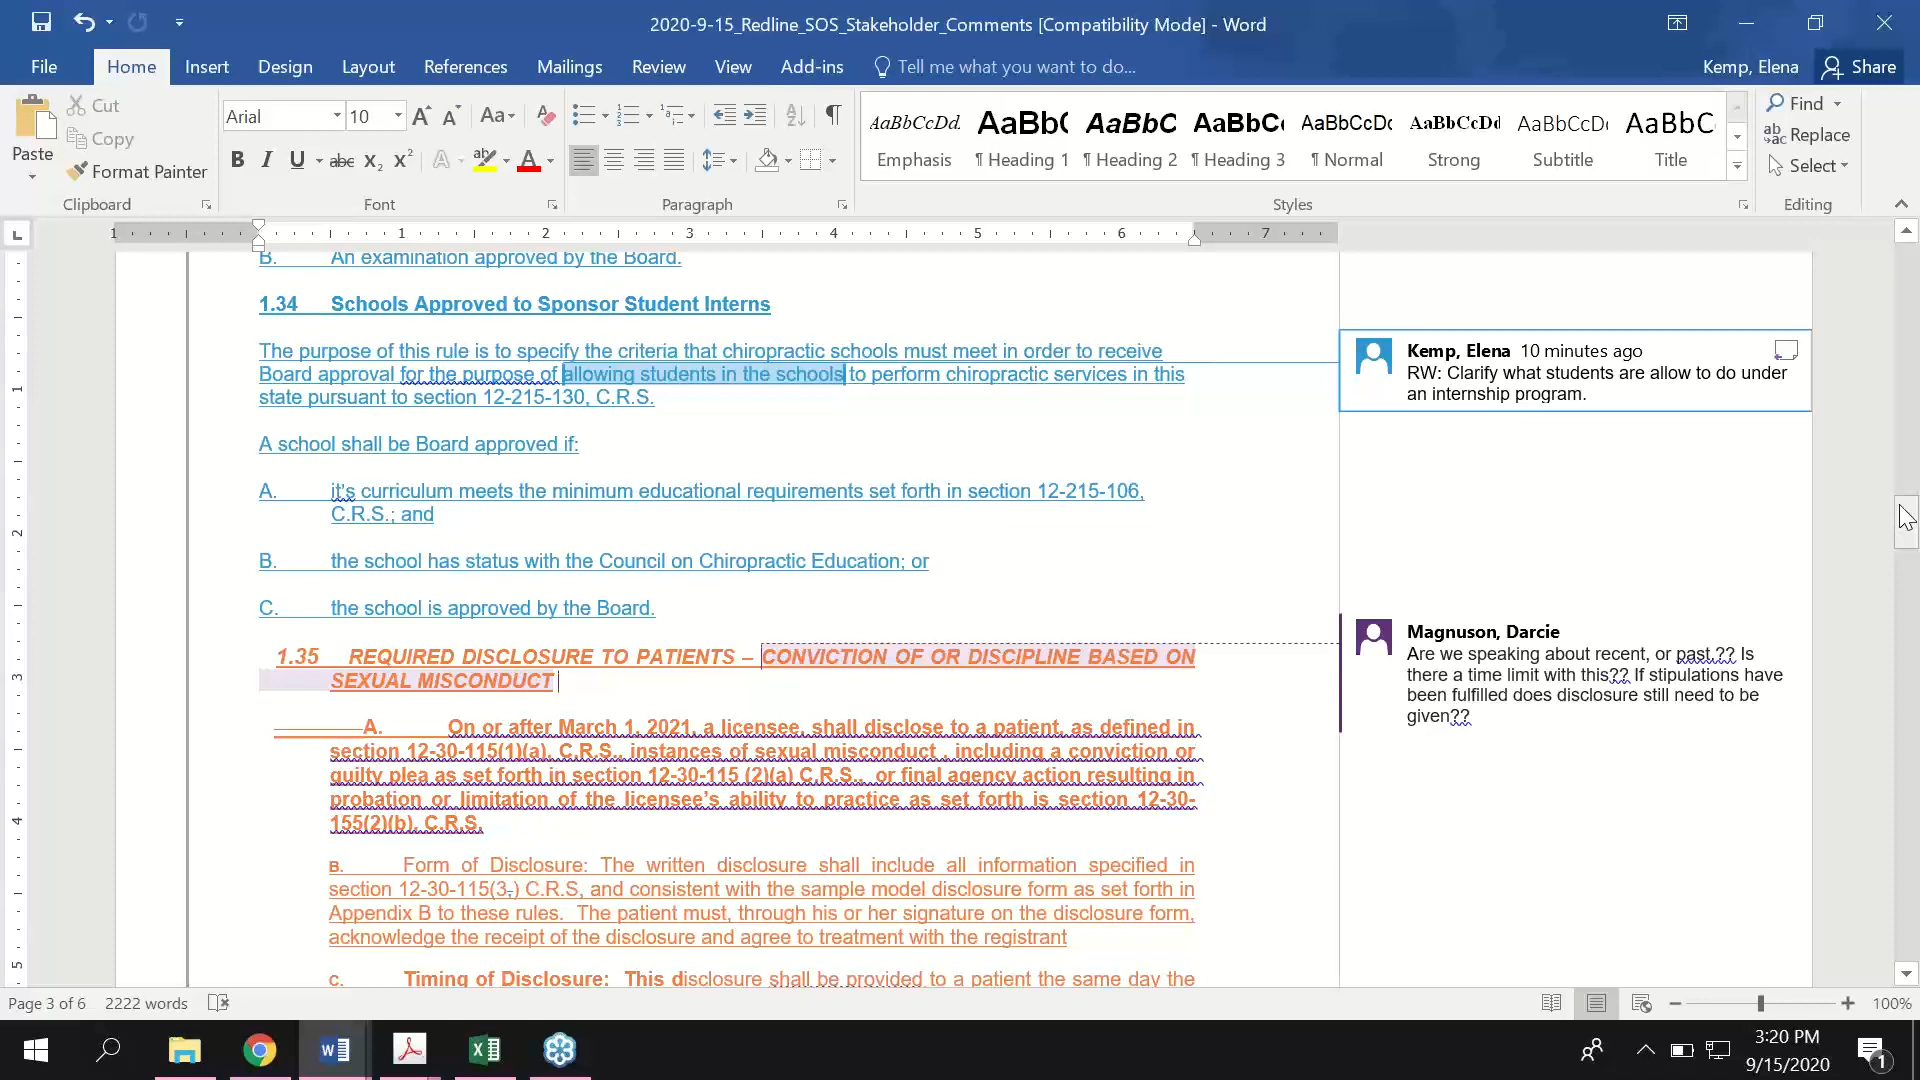 2020-9-15_Redline_SOS_Stakeholder_Comments [Compatibility Mode] - Word
File Home Insert Design Layout References Mailings Review View Add-ins Tell me what you want to do... Kemp, Elena Share
Paste
Cut
Copy
Format Painter
Clipboard
Arial 10
Font
Paragraph
AaBbCcDd. AaBbC AaBbC AaBbC AaBbCcDc AaBbCcDd AaBbCcD AaBbC
Emphasis ¶ Heading 1 ¶ Heading 2 ¶ Heading 3 ¶ Normal Strong Subtitle Title
Styles
Find
Replace
Select
Editing
1 1 2 3 4 5 6 7
B. An examination approved by the Board.
1.34 Schools Approved to Sponsor Student Interns
The purpose of this rule is to specify the criteria that chiropractic schools must meet in order to receive
Board approval for the purpose of allowing students in the schools to perform chiropractic services in this
state pursuant to section 12-215-130, C.R.S.
A school shall be Board approved if:
A. it's curriculum meets the minimum educational requirements set forth in section 12-215-106,
C.R.S.; and
B. the school has status with the Council on Chiropractic Education; or
C. the school is approved by the Board.
1.35 REQUIRED DISCLOSURE TO PATIENTS – CONVICTION OF OR DISCIPLINE BASED ON
SEXUAL MISCONDUCT
A. On or after March 1, 2021, a licensee, shall disclose to a patient, as defined in
section 12-30-115(1)(a), C.R.S., instances of sexual misconduct , including a conviction or
guilty plea as set forth in section 12-30-115 (2)(a) C.R.S., or final agency action resulting in
probation or limitation of the licensee's ability to practice as set forth is section 12-30-
155(2)(b), C.R.S.
B. Form of Disclosure: The written disclosure shall include all information specified in
section 12-30-115(3,) C.R.S, and consistent with the sample model disclosure form as set forth in
Appendix B to these rules. The patient must, through his or her signature on the disclosure form,
acknowledge the receipt of the disclosure and agree to treatment with the registrant
C. Timing of Disclosure: This disclosure shall be provided to a patient the same day the
Kemp, Elena 10 minutes ago
RW: Clarify what students are allow to do under
an internship program.
Magnuson, Darcie
Are we speaking about recent, or past,?? Is
there a time limit with this?? If stipulations have
been fulfilled does disclosure still need to be
given??
Page 3 of 6 2222 words 100%
3:20 PM
9/15/2020
1